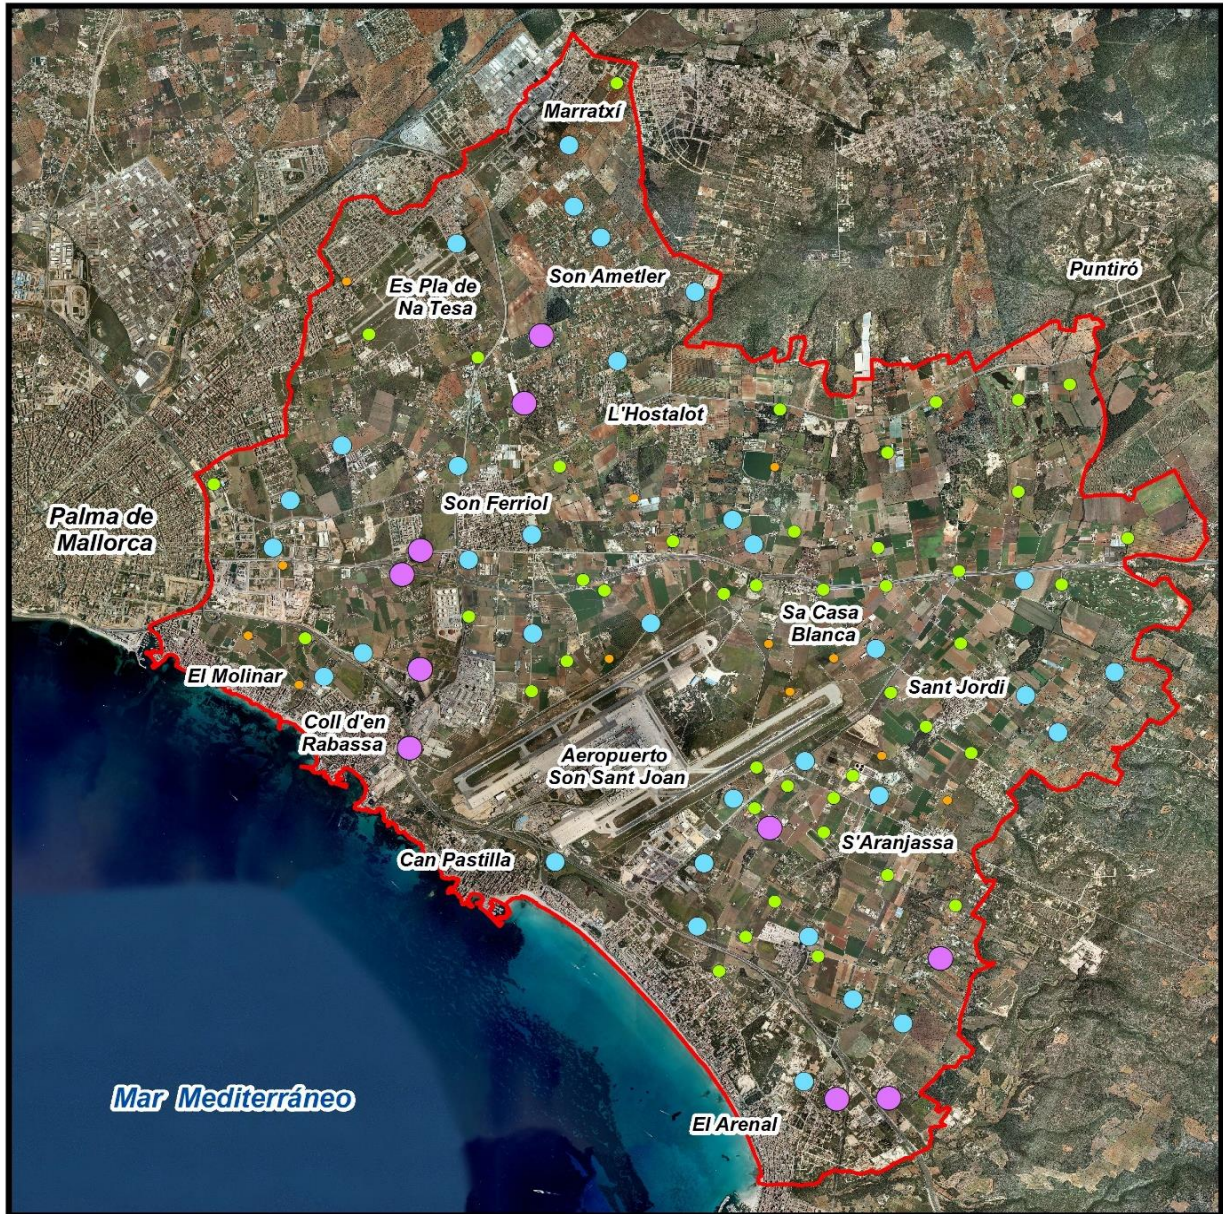 Marratxí
Son Ametler
Puntiró
Es Pla de
Na Tesa
L'Hostalot
Son Ferriol
Palma de
Mallorca
Sa Casa
Blanca
El Molinar
Sant Jordi
Coll d'en
Rabassa
Aeropuerto
Son Sant Joan
Can Pastilla
S'Aranjassa
Mar Mediterráneo
El Arenal